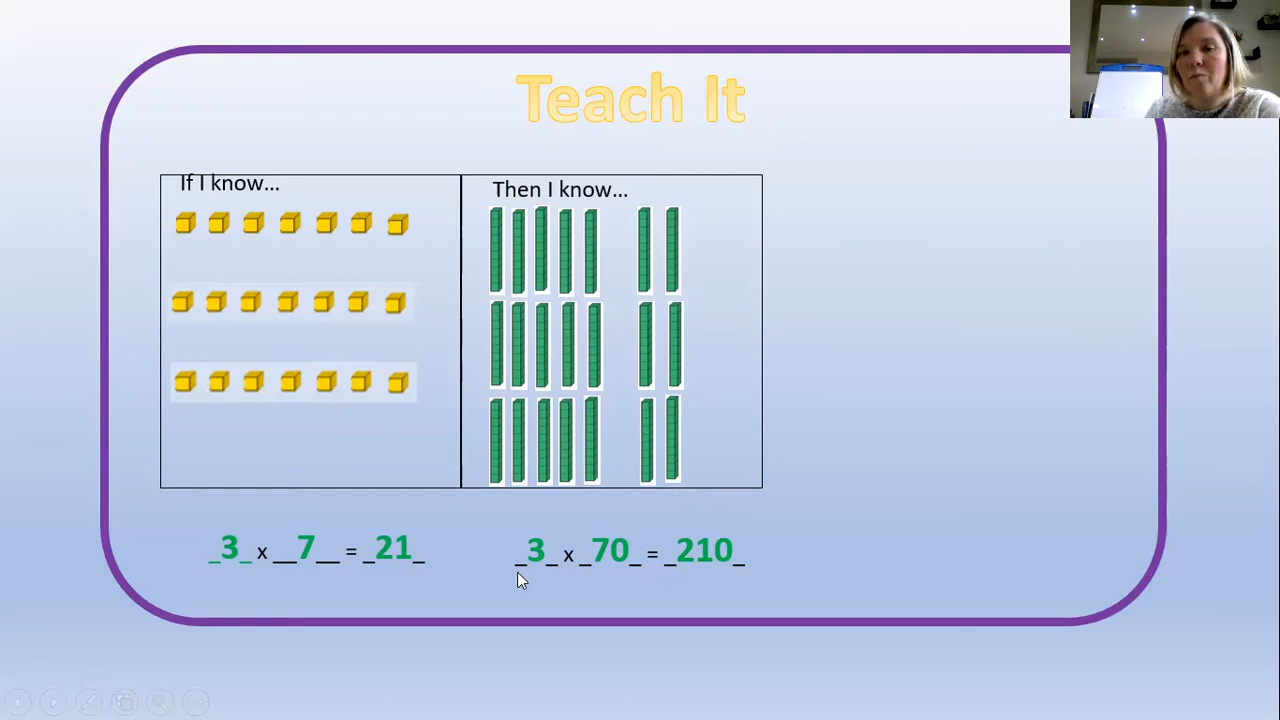 Teach It
If I know...
Then I know...
_3_ x __7__ = _21_
_3_ x _70_ = _210_